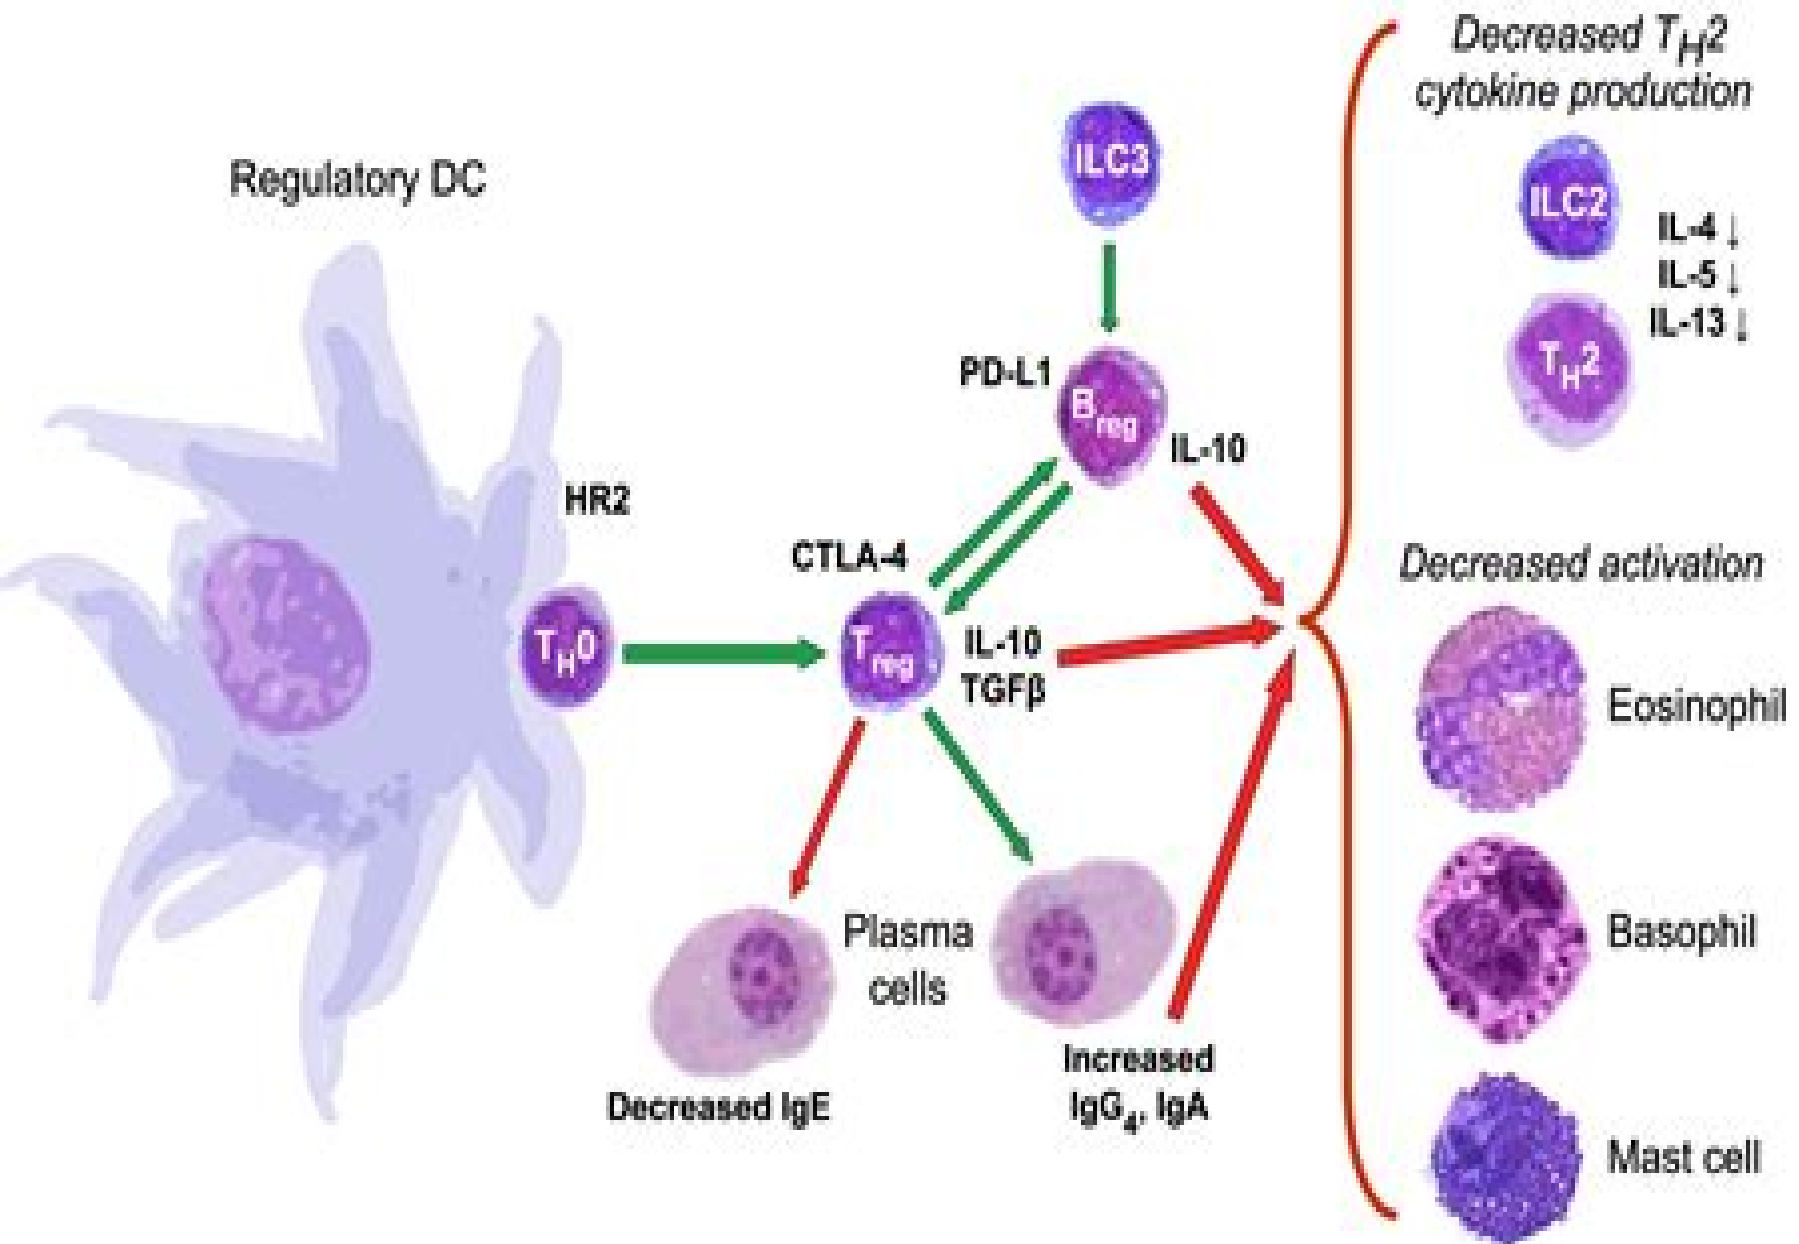 Decreased TH2
cytokine production
ILC3
Regulatory DC
ILC2
IL-4 ↓
IL-5 ↓
IL-13 ↓
TH2
PD-L1
Breg
IL-10
HR2
CTLA-4
Decreased activation
TH0
Treg
IL-10
TGFβ
Eosinophil
Plasma
cells
Basophil
Increased
IgG4, IgA
Decreased IgE
Mast cell